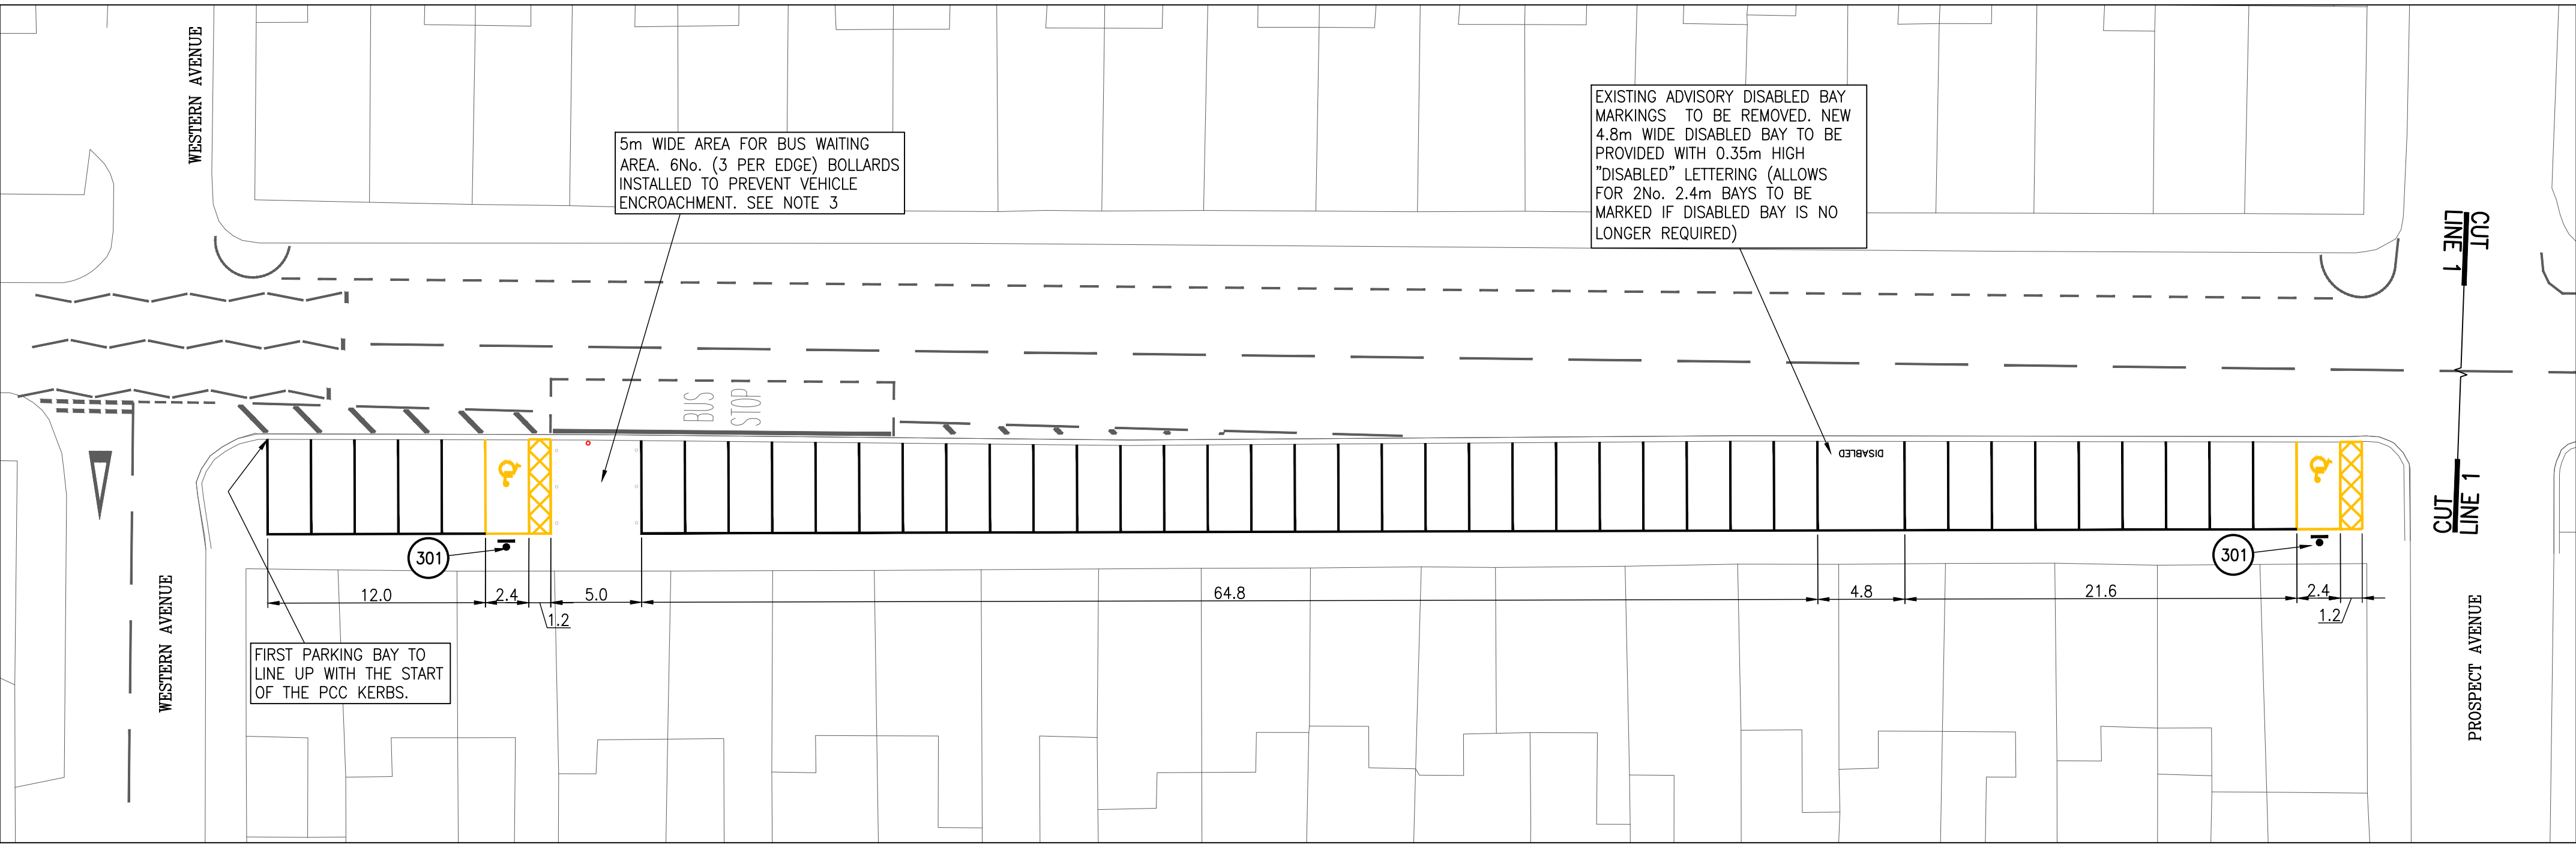 WESTERN AVENUE
5m WIDE AREA FOR BUS WAITING
AREA. 6No. (3 PER EDGE) BOLLARDS
INSTALLED TO PREVENT VEHICLE
ENCROACHMENT. SEE NOTE 3
EXISTING ADVISORY DISABLED BAY
MARKINGS TO BE REMOVED. NEW
4.8m WIDE DISABLED BAY TO BE
PROVIDED WITH 0.35m HIGH
"DISABLED" LETTERING (ALLOWS
FOR 2No. 2.4m BAYS TO BE
MARKED IF DISABLED BAY IS NO
LONGER REQUIRED)
CUT
LINE 1
BUS
STOP
DISABLED
CUT
LINE 1
301
301
12.0
2.4
1.2
5.0
64.8
4.8
21.6
2.4
1.2
WESTERN AVENUE
FIRST PARKING BAY TO
LINE UP WITH THE START
OF THE PCC KERBS.
PROSPECT AVENUE